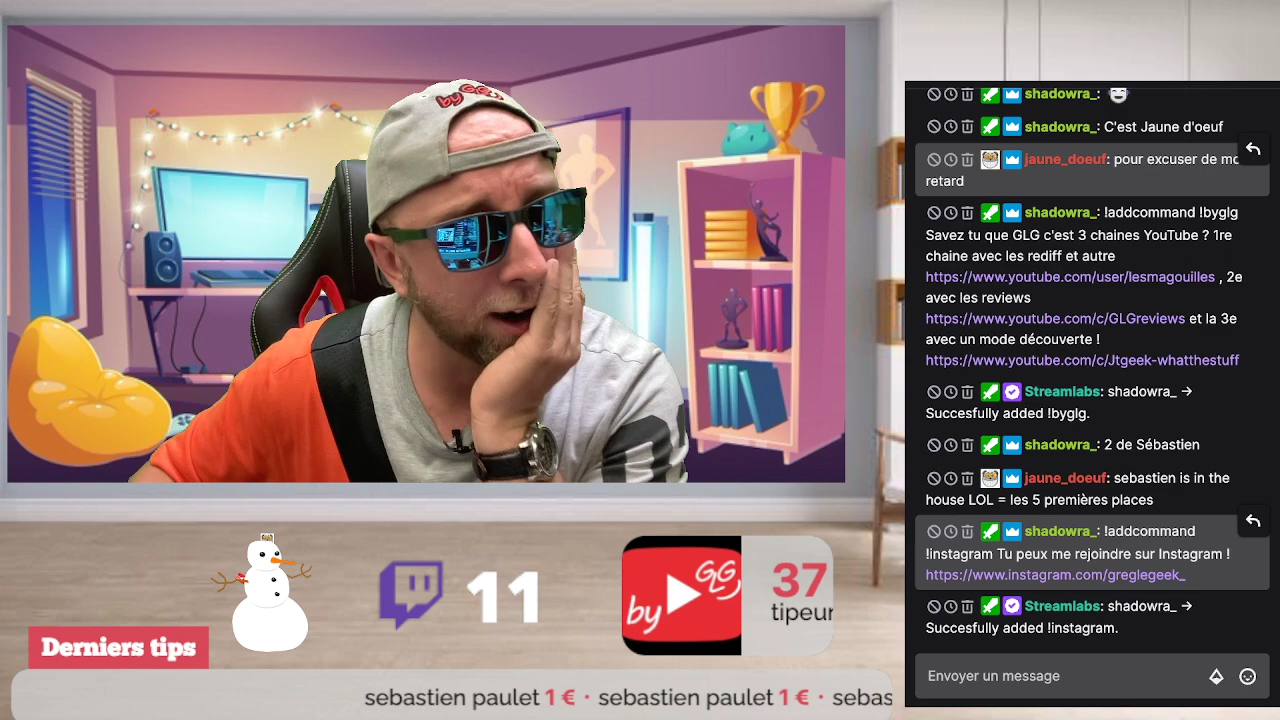 by GLG
shadowra_:
shadowra_: C'est Jaune d'oeuf
jaune_doeuf: pour excuser de mo
retard
shadowra_: !addcommand !byglg
Savez tu que GLG c'est 3 chaines YouTube ? 1re
chaine avec les rediff et autre
https://www.youtube.com/user/lesmagouilles , 2e
avec les reviews
https://www.youtube.com/c/GLGreviews et la 3e
avec un mode découverte !
https://www.youtube.com/c/Jtgeek-whatthestuff
Streamlabs: shadowra_ →
Succesfully added !byglg.
shadowra_: 2 de Sébastien
jaune_doeuf: sebastien is in the
house LOL = les 5 premières places
shadowra_: !addcommand
!instagram Tu peux me rejoindre sur Instagram !
https://www.instagram.com/greglegeek_
Streamlabs: shadowra_ →
Succesfully added !instagram.
Envoyer un message
11
by GLG
37
tipeur
Derniers tips
sebastien paulet 1 € · sebastien paulet 1 € · sebas